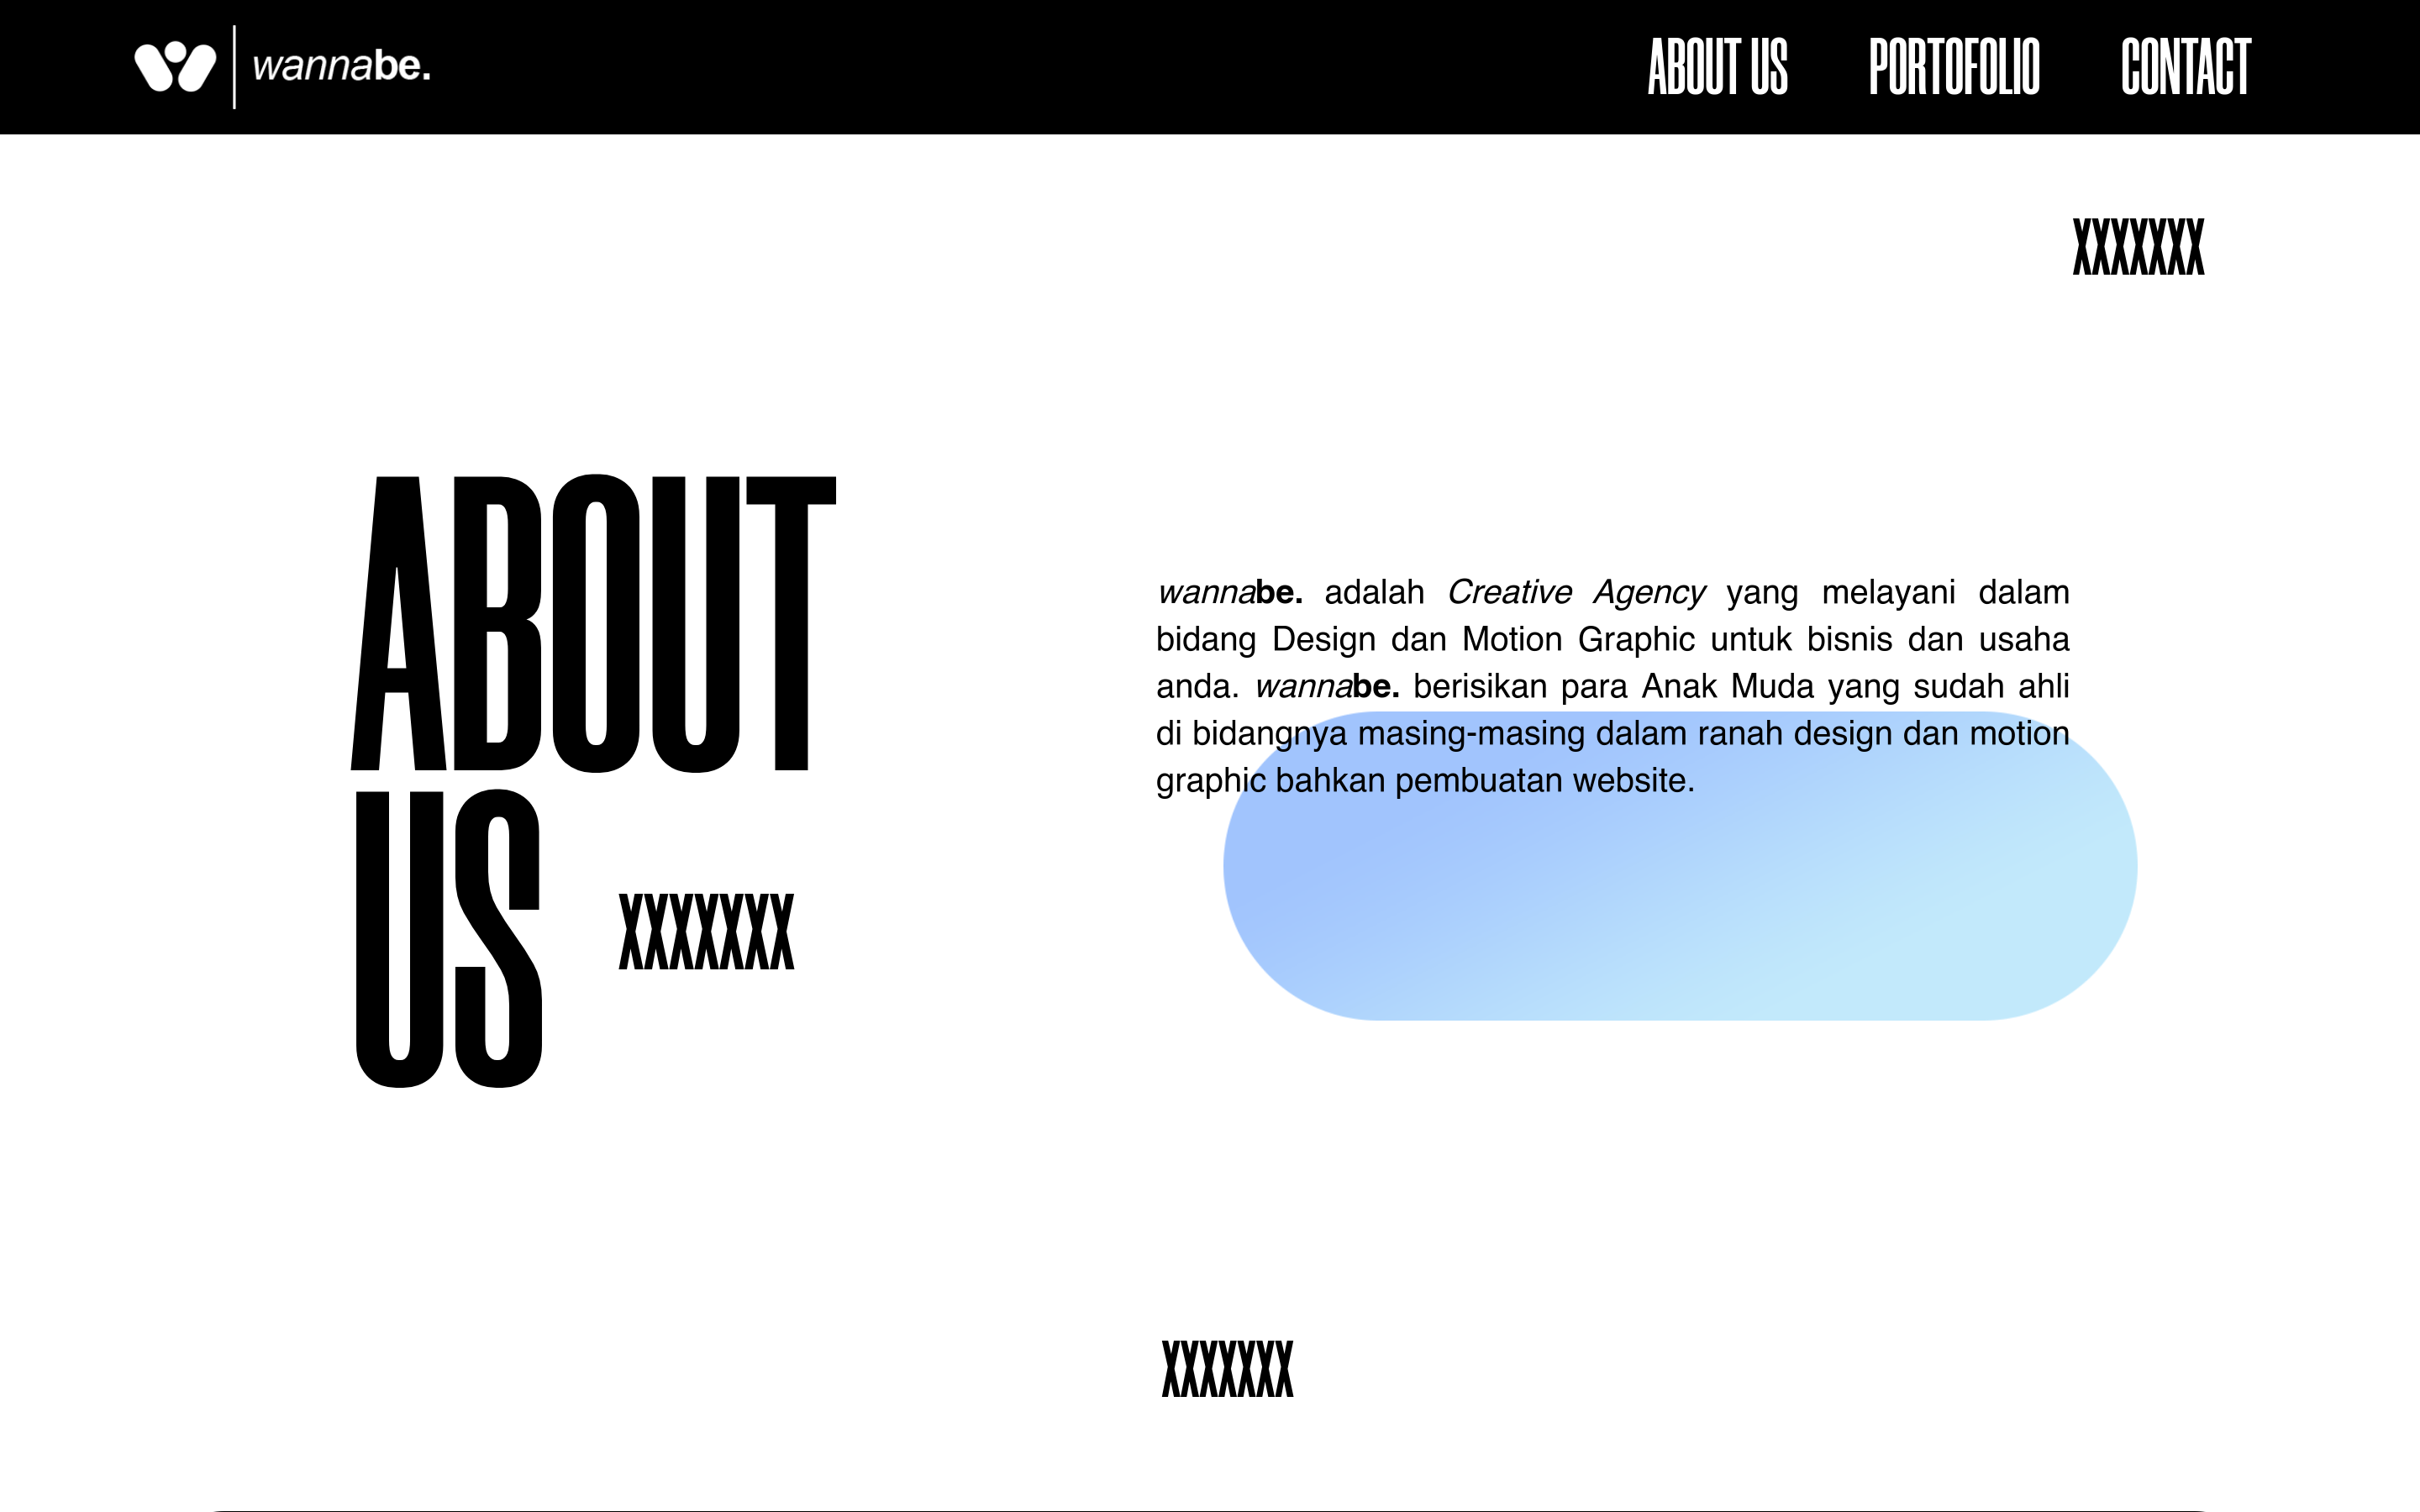 wannabe.
ABOUT US
PORTOFOLIO
CONTACT
XXXXXXX
ABOUT
US
XXXXXXX
wannabe. adalah Creative Agency yang melayani dalam
bidang Design dan Motion Graphic untuk bisnis dan usaha
anda. wannabe. berisikan para Anak Muda yang sudah ahli
di bidangnya masing-masing dalam ranah design dan motion
graphic bahkan pembuatan website.
XXXXXXX